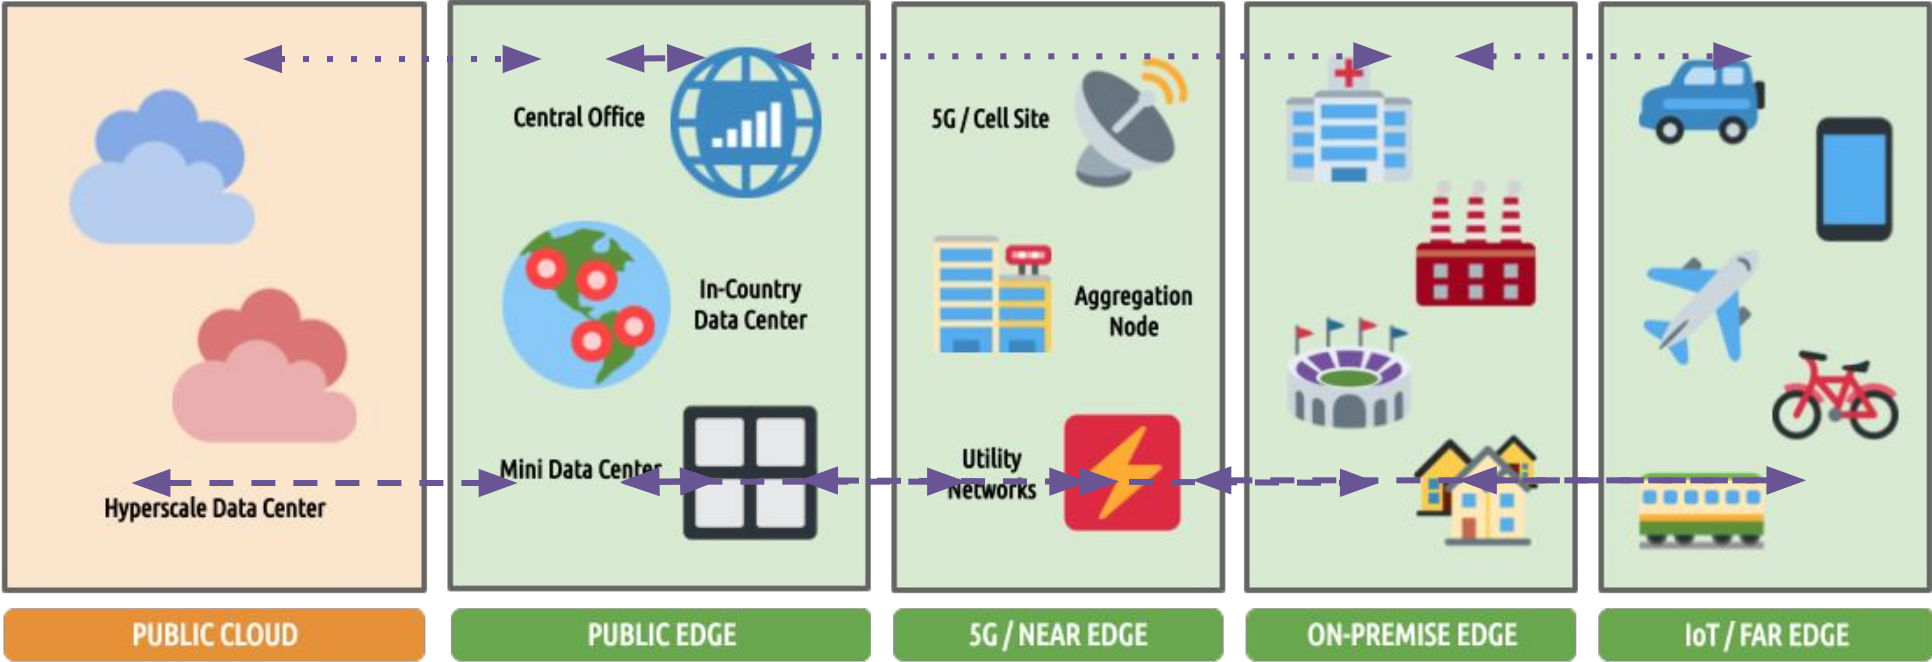 Central Office
In-Country
Data Center
Mini Data Center
5G / Cell Site
Aggregation
Node
Utility
Networks
Hyperscale Data Center
PUBLIC CLOUD
PUBLIC EDGE
5G / NEAR EDGE
ON-PREMISE EDGE
IoT / FAR EDGE